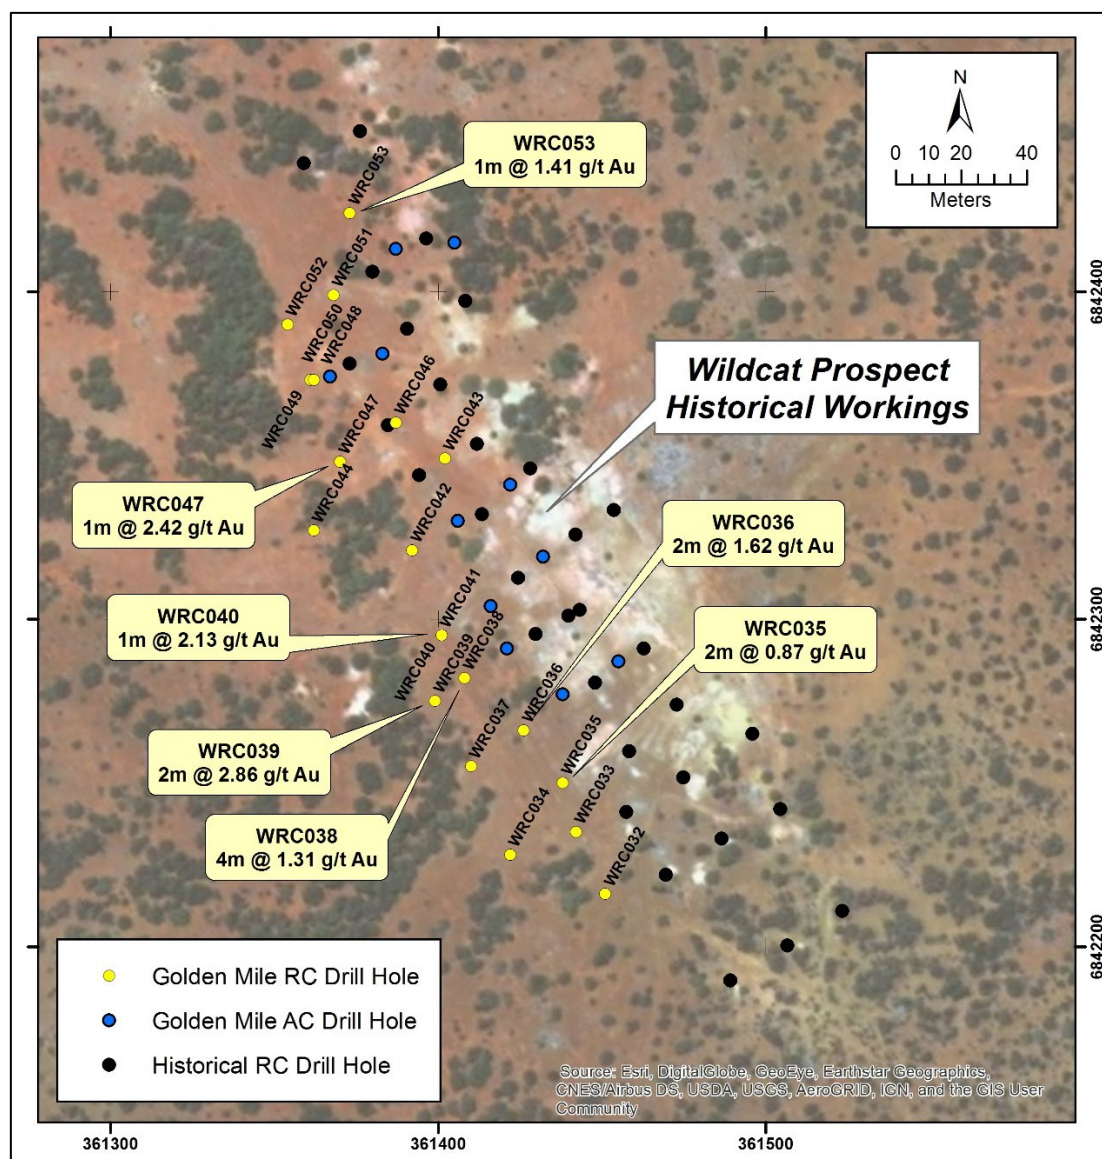 N
0 10 20 40
Meters
WRC053
1m @ 1.41 g/t Au
WRC053
WRC051
WRC052
6842400
WRC050
WRC048
Wildcat Prospect
Historical Workings
WRC046
WRC049
WRC047
WRC043
WRC044
WRC042
WRC047
1m @ 2.42 g/t Au
WRC036
2m @ 1.62 g/t Au
WRC041
WRC040
1m @ 2.13 g/t Au
WRC038
WRC039
WRC040
6842300
WRC035
2m @ 0.87 g/t Au
WRC036
WRC037
WRC035
WRC039
2m @ 2.86 g/t Au
WRC033
WRC034
WRC032
WRC038
4m @ 1.31 g/t Au
6842200
Golden Mile RC Drill Hole
Golden Mile AC Drill Hole
Historical RC Drill Hole
Source: Esri, DigitalGlobe, GeoEye, Earthstar Geographics,
CNES/Airbus DS, USDA, USGS, AeroGRID, IGN, and the GIS User
Community
361300 361400 361500